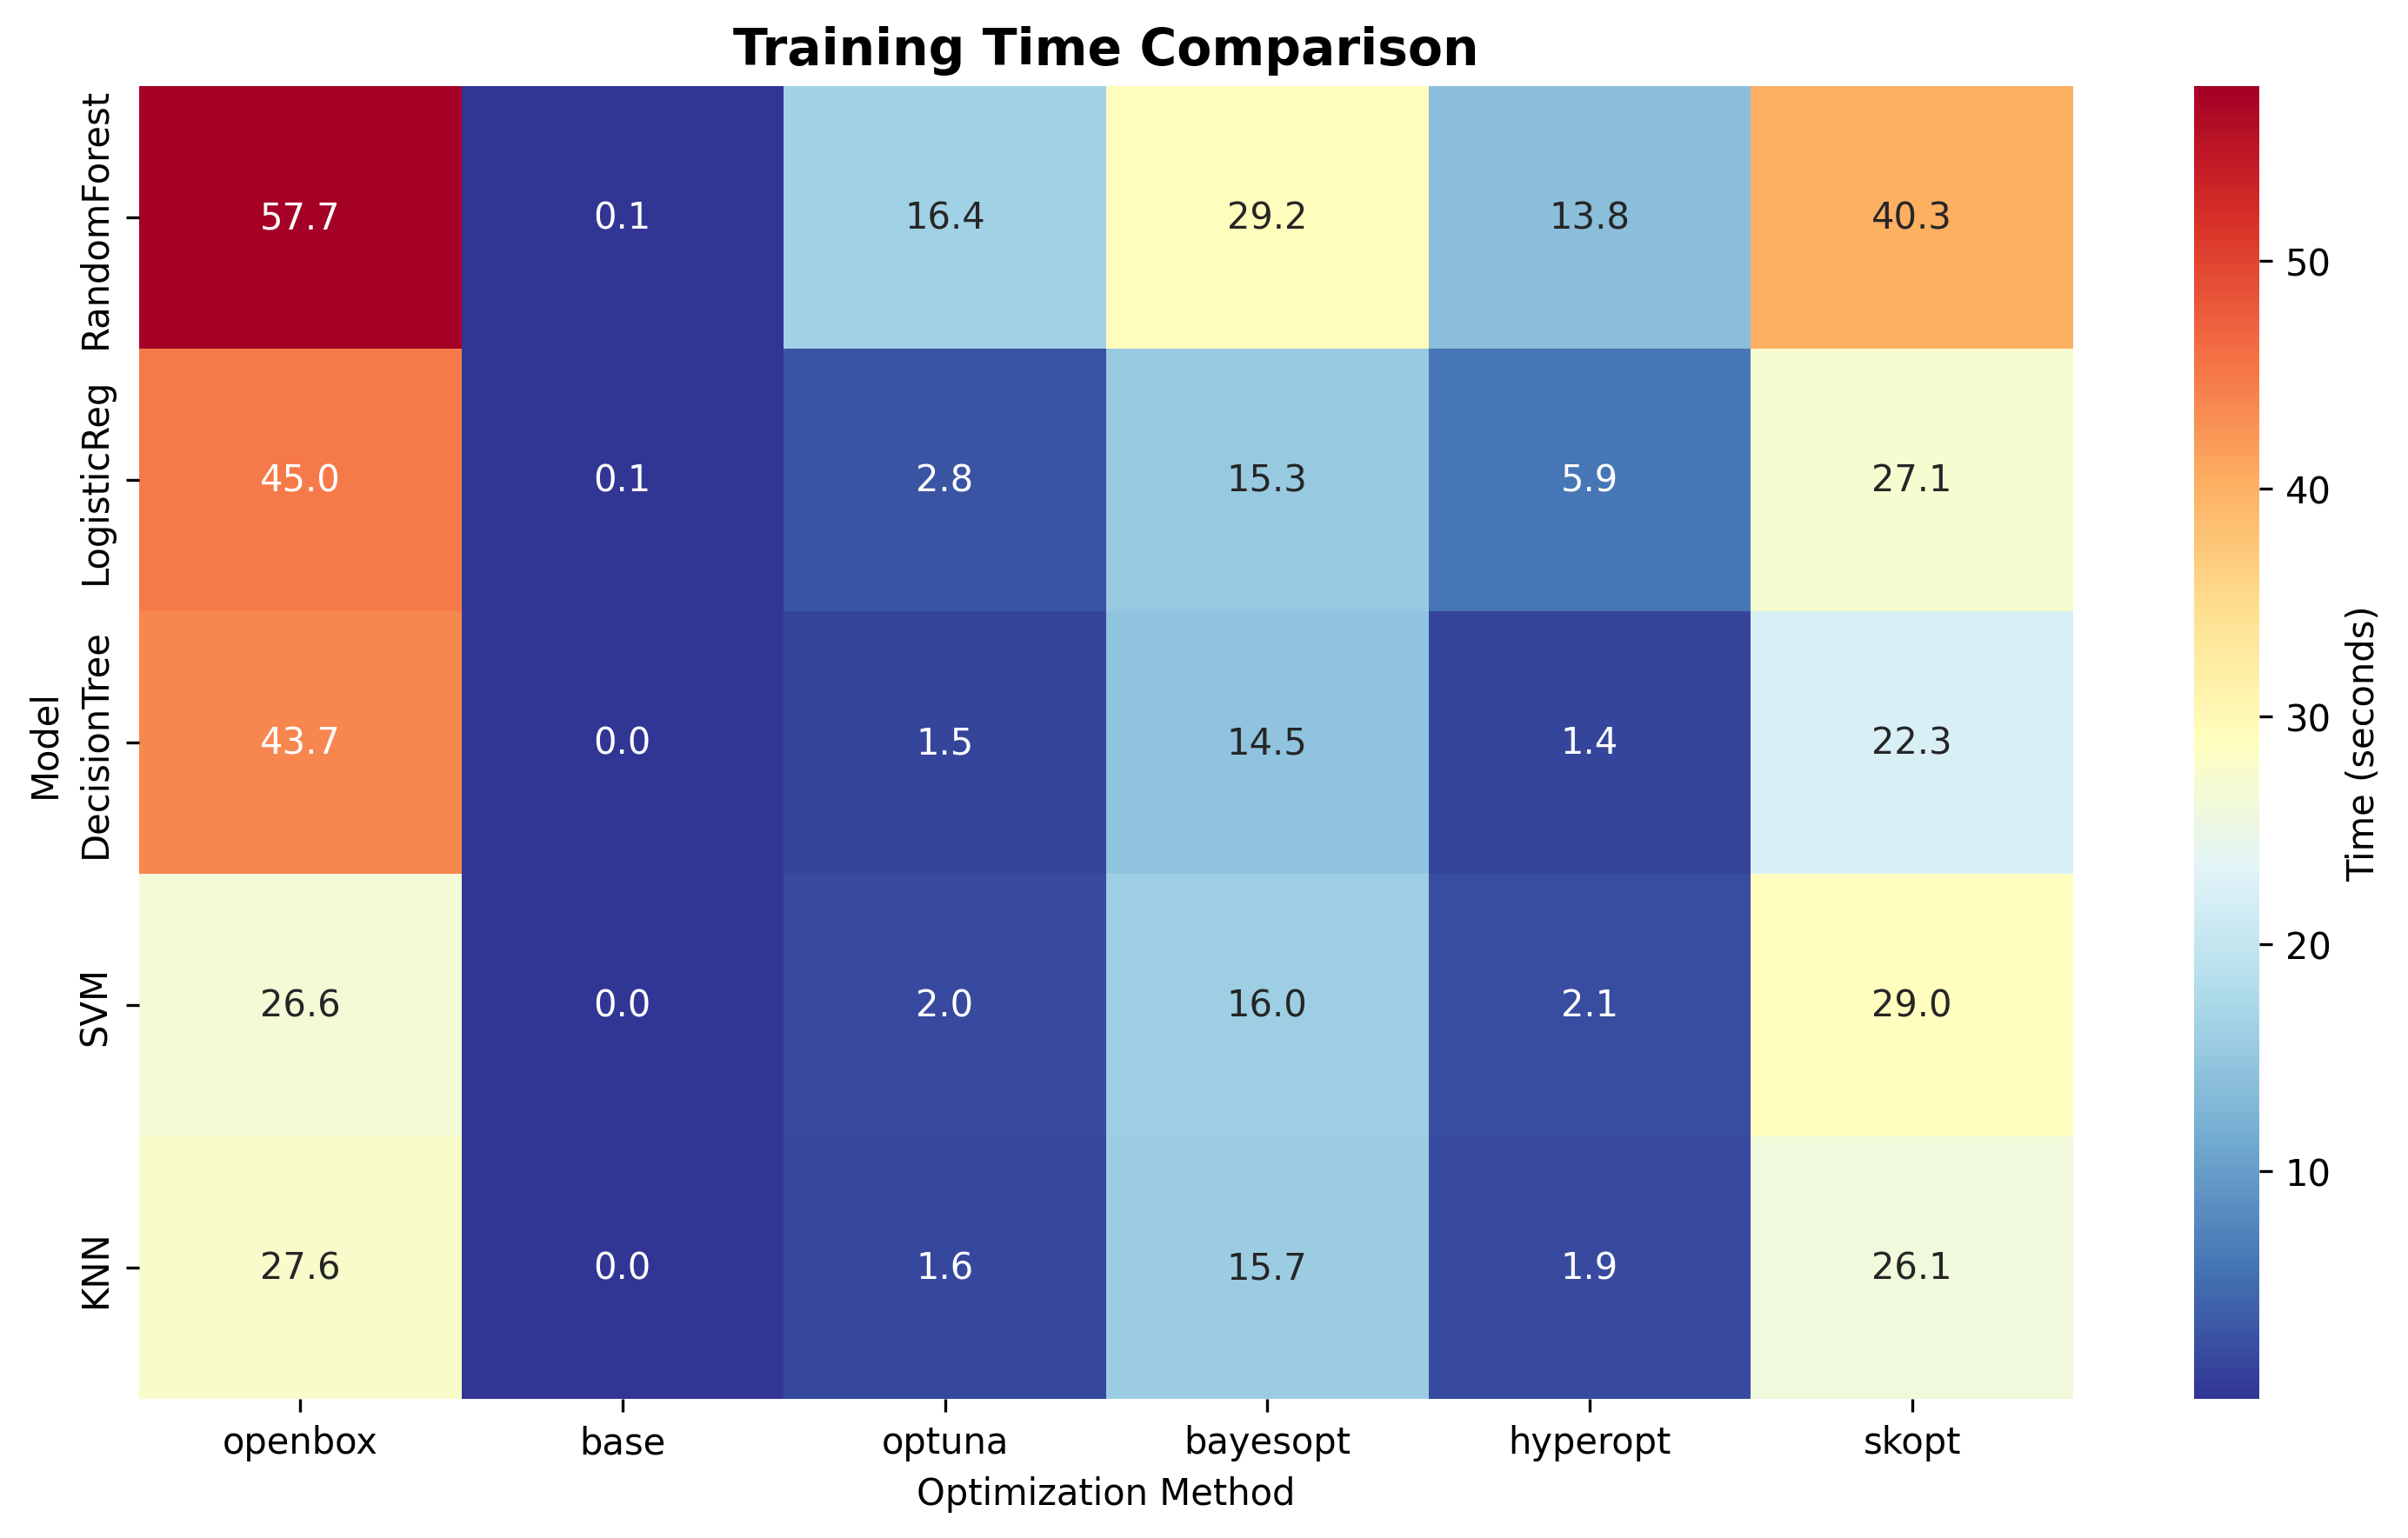 Training Time Comparison
Model
RandomForest
57.7 0.1 16.4 29.2 13.8 40.3
LogisticReg
45.0 0.1 2.8 15.3 5.9 27.1
DecisionTree
43.7 0.0 1.5 14.5 1.4 22.3
SVM
26.6 0.0 2.0 16.0 2.1 29.0
KNN
27.6 0.0 1.6 15.7 1.9 26.1
openbox base optuna bayesopt hyperopt skopt
Optimization Method
50
40
30
20
10
Time (seconds)